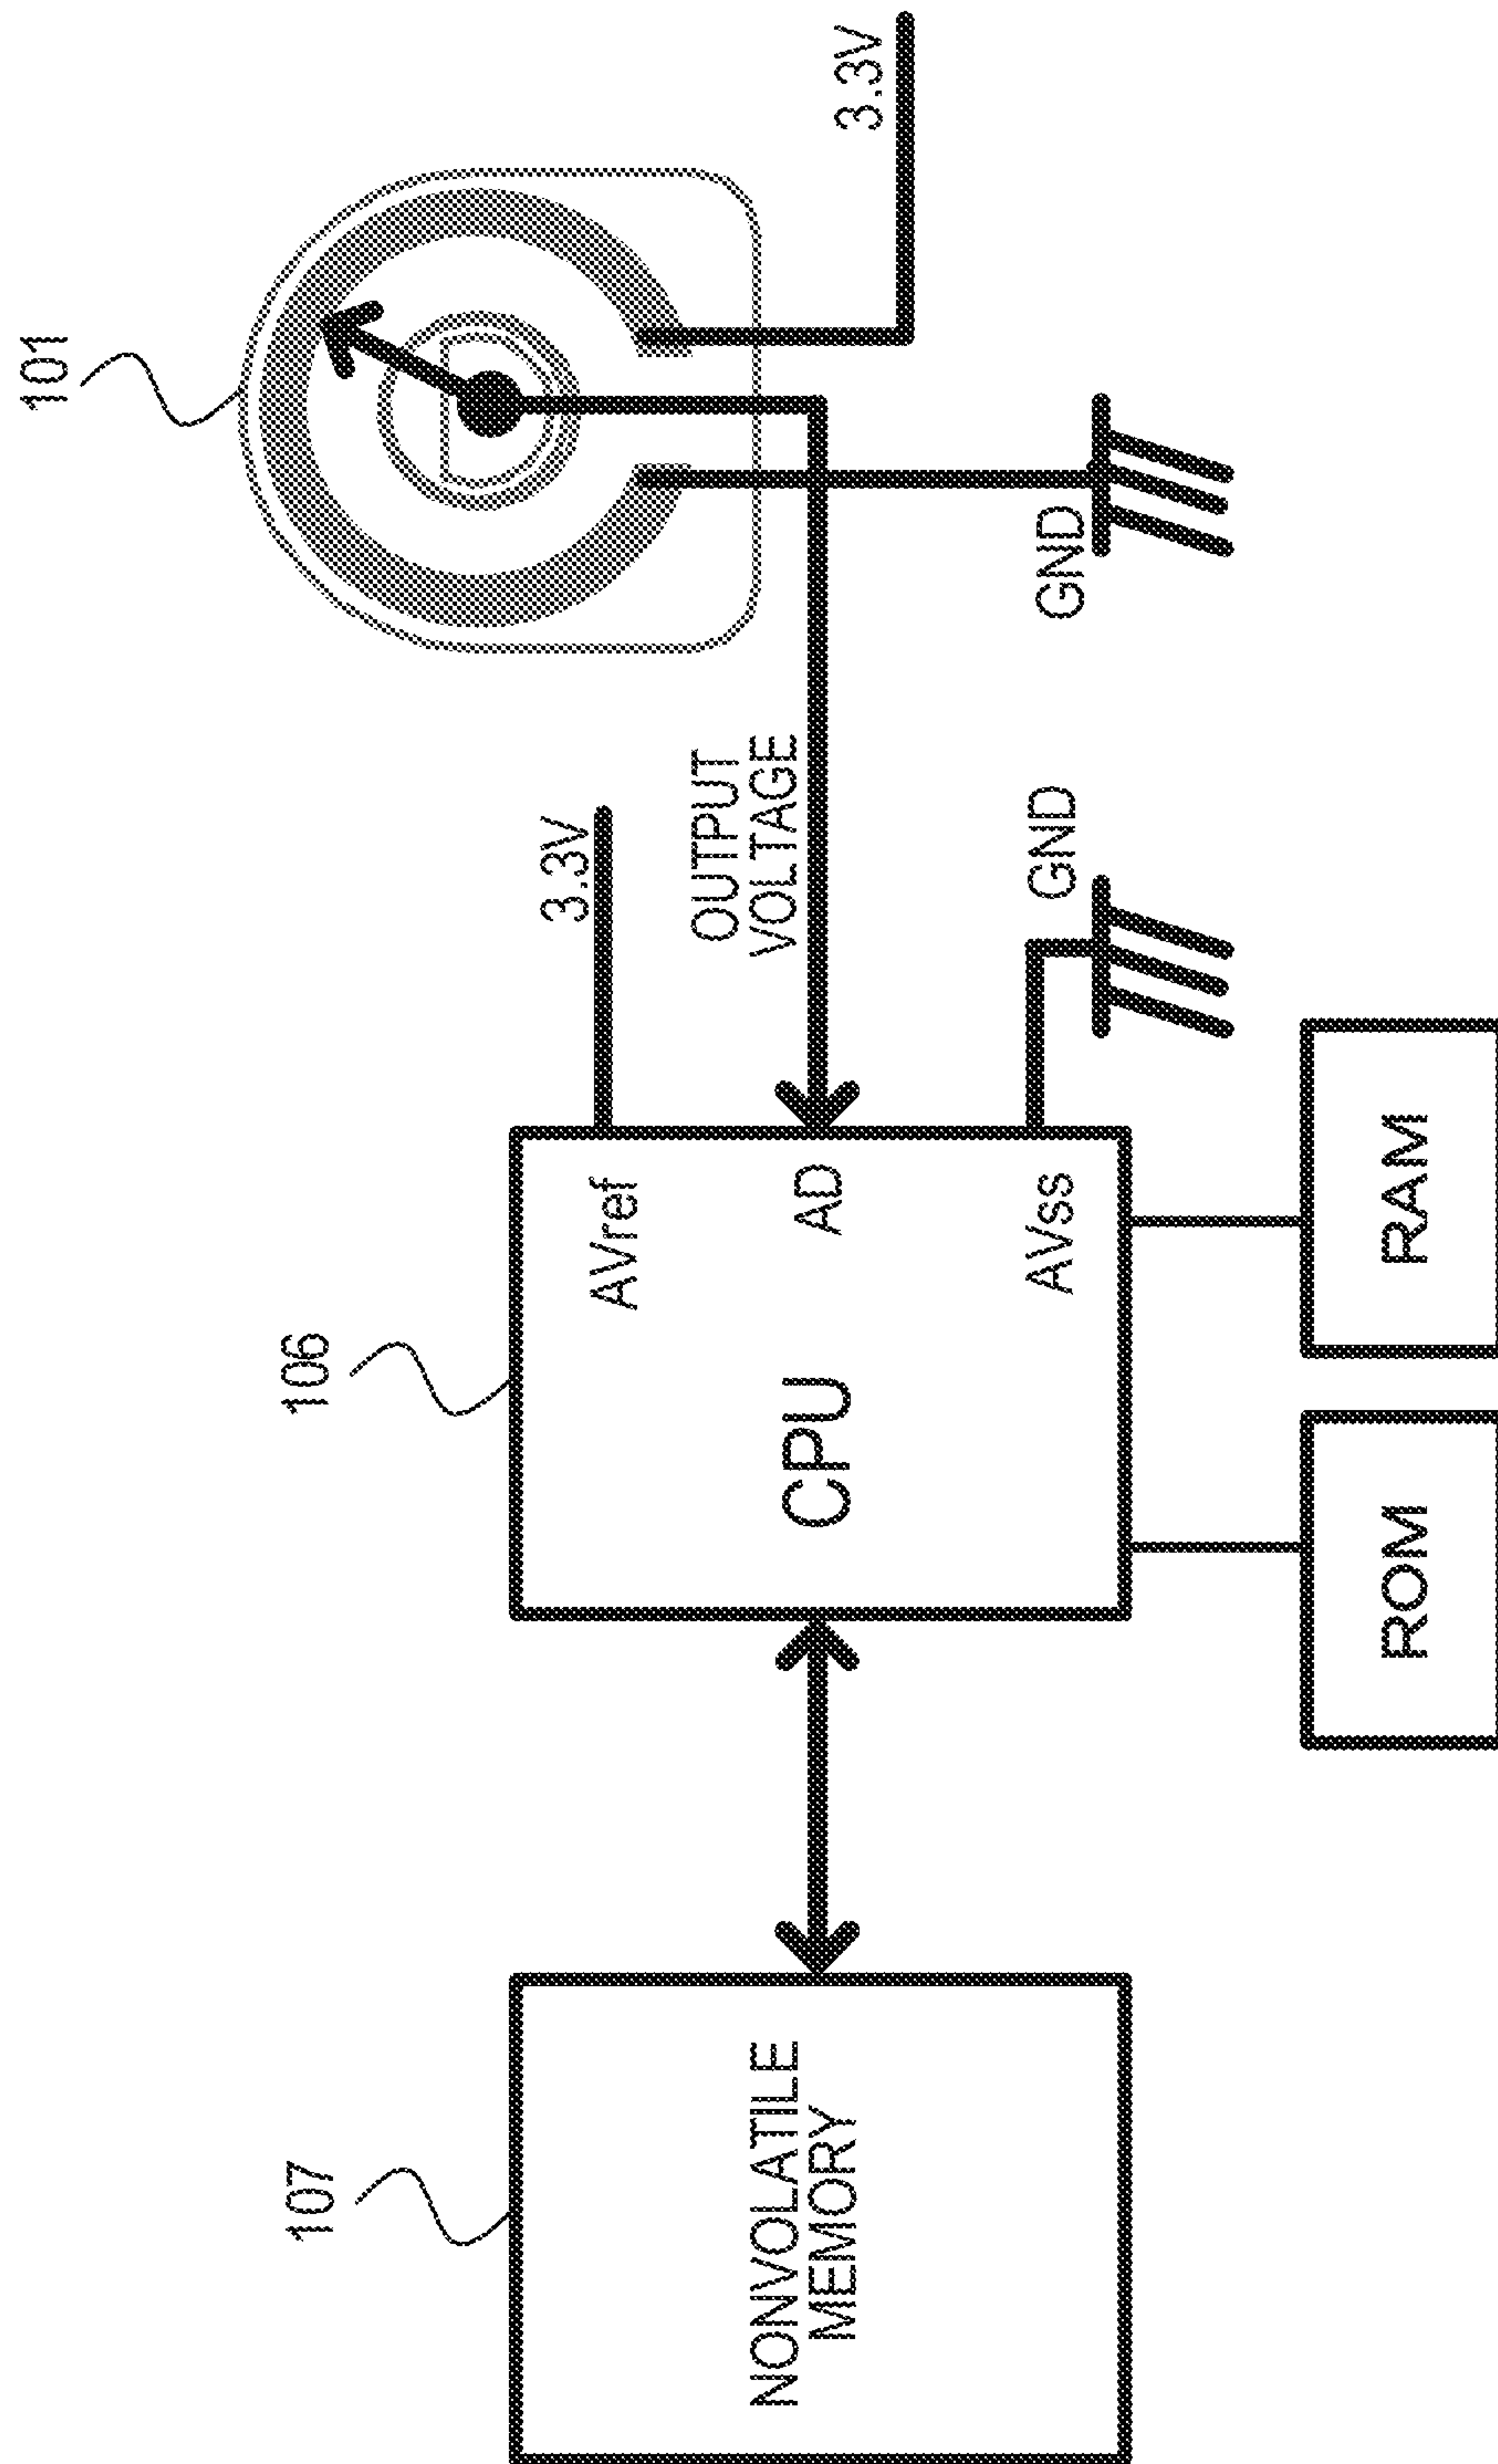 107
NONVOLATILE
MEMORY
106
CPU
AVref
AD
AVss
ROM
RAM
3.3V
OUTPUT
VOLTAGE
GND
101
GND
3.3V